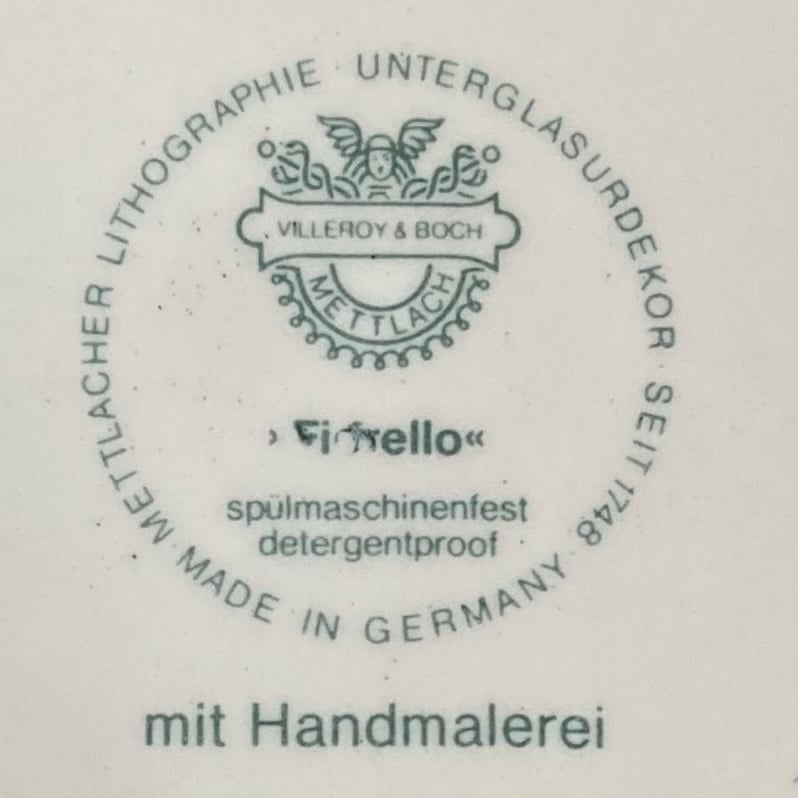 METTLACHER LITHOGRAPHIE · UNTERGLASURDEKOR SEIT 1748 · MADE IN GERMANY
VILLEROY & BOCH
METTLACH
spülmaschinenfest
detergentproof
mit Handmalerei